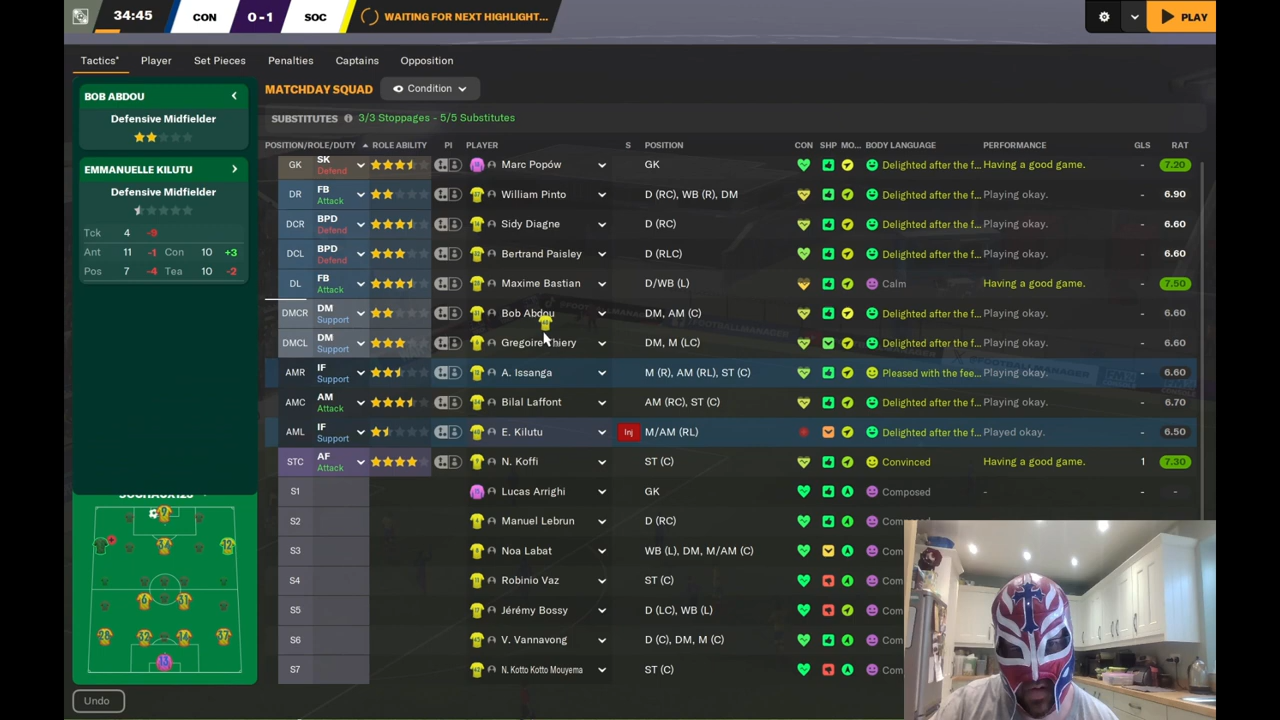 34:45 CON 0-1 SOC WAITING FOR NEXT HIGHLIGHT... PLAY
Tactics* Player Set Pieces Penalties Captains Opposition
BOB ABDOU
Defensive Midfielder
EMMANUELLE KILUTU
Defensive Midfielder
Tck 4 -9
Ant 11 -1 Con 10 +3
Pos 7 -4 Tea 10 -2
MATCHDAY SQUAD Condition
SUBSTITUTES 3/3 Stoppages - 5/5 Substitutes
POSITION/ROLE/DUTY ROLE ABILITY PI PLAYER S POSITION CON SHP MO... BODY LANGUAGE PERFORMANCE GLS RAT
GK SK Defend Marc Popów GK Delighted after the f... Having a good game. - 7.20
DR FB Attack William Pinto D (RC), WB (R), DM Delighted after the f... Playing okay. - 6.90
DCR BPD Defend Sidy Diagne D (RC) Delighted after the f... Playing okay. - 6.60
DCL BPD Defend Bertrand Paisley D (RLC) Delighted after the f... Playing okay. - 6.60
DL FB Attack Maxime Bastian D/WB (L) Calm Having a good game. - 7.50
DMCR DM Support Bob Abdou DM, AM (C) Delighted after the f... Playing okay. - 6.60
DMCL DM Support Gregoire Thiery DM, M (LC) Delighted after the f... Playing okay. - 6.60
AMR IF Support A. Issanga M (R), AM (RL), ST (C) Pleased with the fee... Playing okay. - 6.60
AMC AM Attack Bilal Laffont AM (RC), ST (C) Delighted after the f... Playing okay. - 6.70
AML IF Support E. Kilutu Inj M/AM (RL) Delighted after the f... Played okay. - 6.50
STC AF Attack N. Koffi ST (C) Convinced Having a good game. 1 7.30
S1 Lucas Arrighi GK Composed - - -
S2 Manuel Lebrun D (RC) Com
S3 Noa Labat WB (L), DM, M/AM (C) Com
S4 Robinio Vaz ST (C) Com
S5 Jérémy Bossy D (LC), WB (L) Com
S6 V. Vannavong D (C), DM, M (C) Com
S7 N. Kotto Kotto Mouyema ST (C) Com
Undo